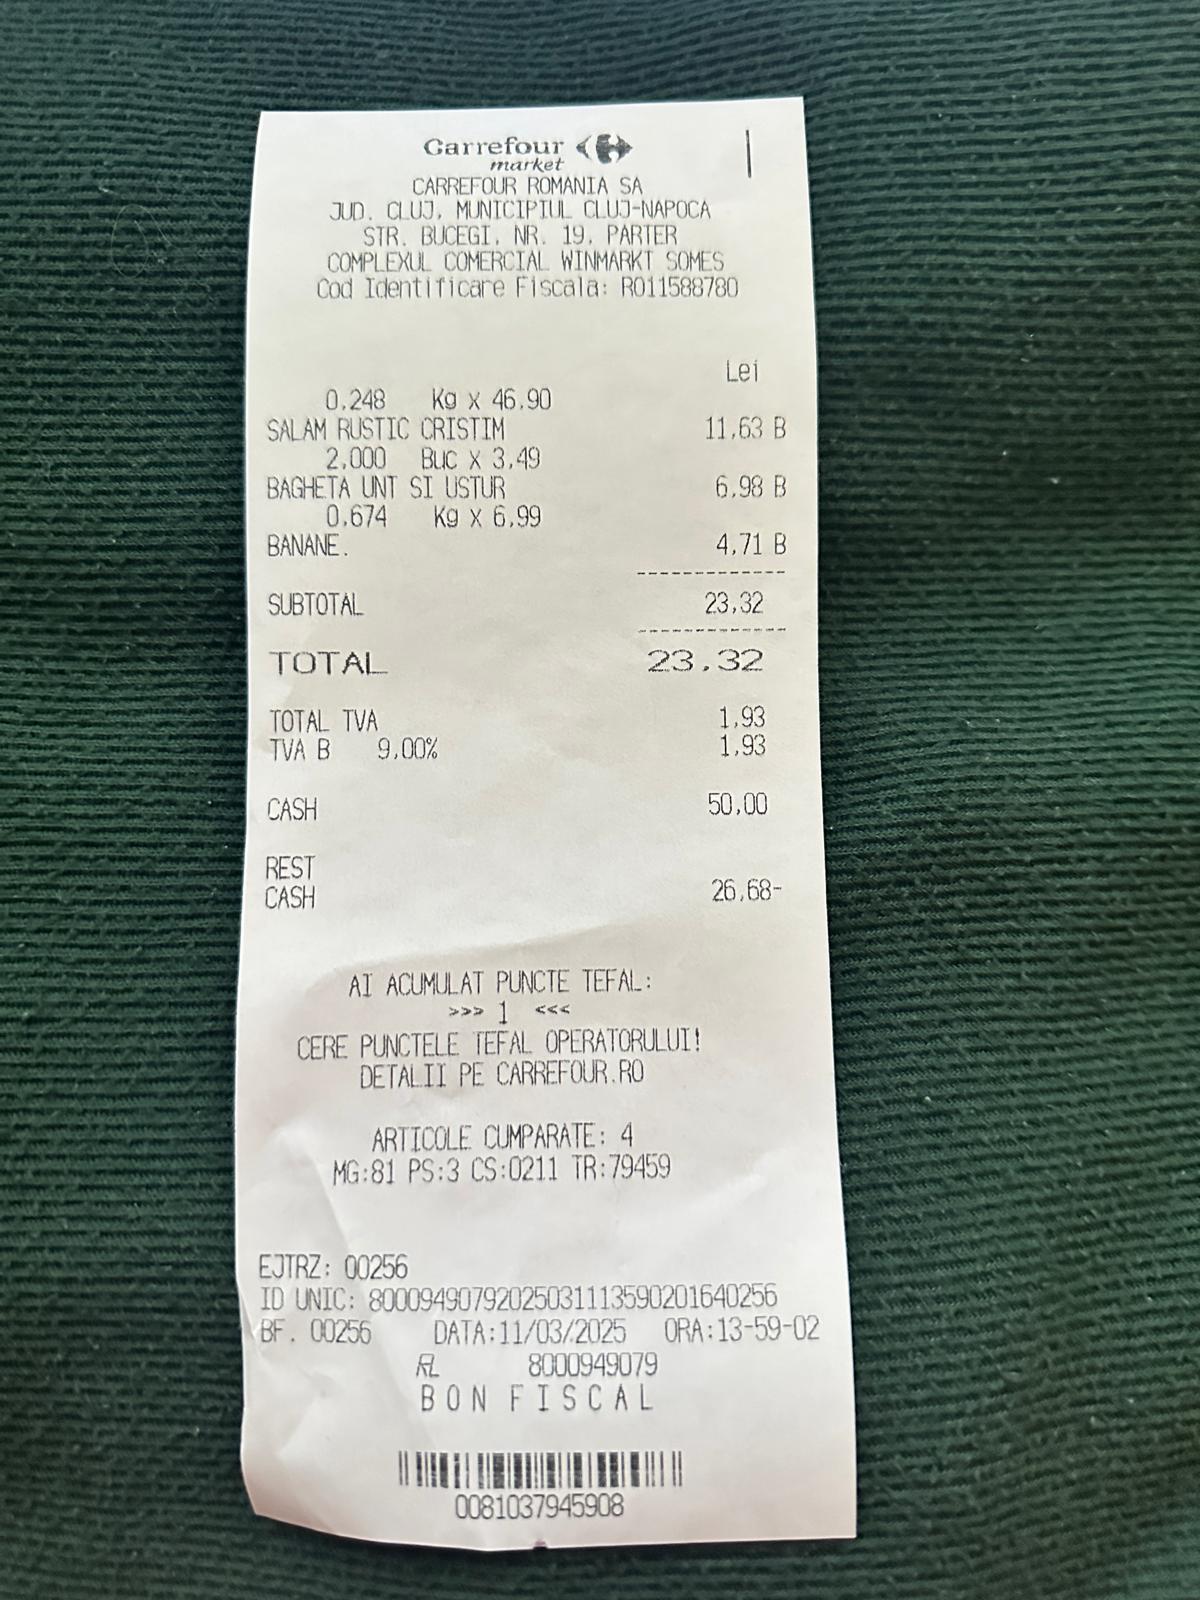 Carrefour
market
CARREFOUR ROMANIA SA
JUD. CLUJ, MUNICIPIUL CLUJ-NAPOCA
STR. BUCEGI, NR. 19, PARTER
COMPLEXUL COMERCIAL WINMARKT SOMES
Cod Identificare Fiscala: RO11588780
Lei
0,248 Kg x 46,90
SALAM RUSTIC CRISTIM 11,63 B
2,000 Buc X 3,49
BAGHETA UNT SI USTUR 6,98 B
0,674 Kg X 6,99
BANANE. 4,71 B
------------
SUBTOTAL 23,32
------------
TOTAL 23.32
TOTAL TVA 1,93
TVA B 9,00% 1,93
CASH 50,00
REST
CASH 26,68-
AI ACUMULAT PUNCTE TEFAL:
>>> 1 <<<
CERE PUNCTELE TEFAL OPERATORULUI!
DETALII PE CARREFOUR.RO
ARTICOLE CUMPARATE: 4
MG:81 PS:3 CS:0211 TR:79459
EJTRZ: 00256
ID UNIC: 80009490792025031113590201640256
BF. 00256 DATA:11/03/2025 ORA:13-59-02
8000949079
BON FISCAL
0081037945908